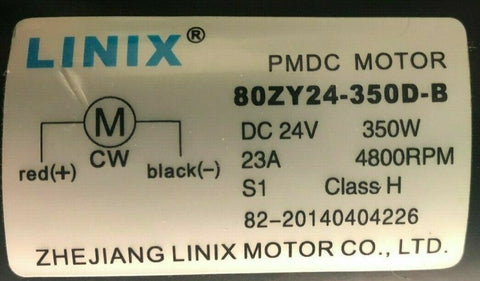 LINIX®
PMDC MOTOR
80ZY24-350D-B
M
CW
red(+) black(-)
DC 24V 350W
23A 4800RPM
S1 Class H
82-20140404226
ZHEJIANG LINIX MOTOR CO., LTD.